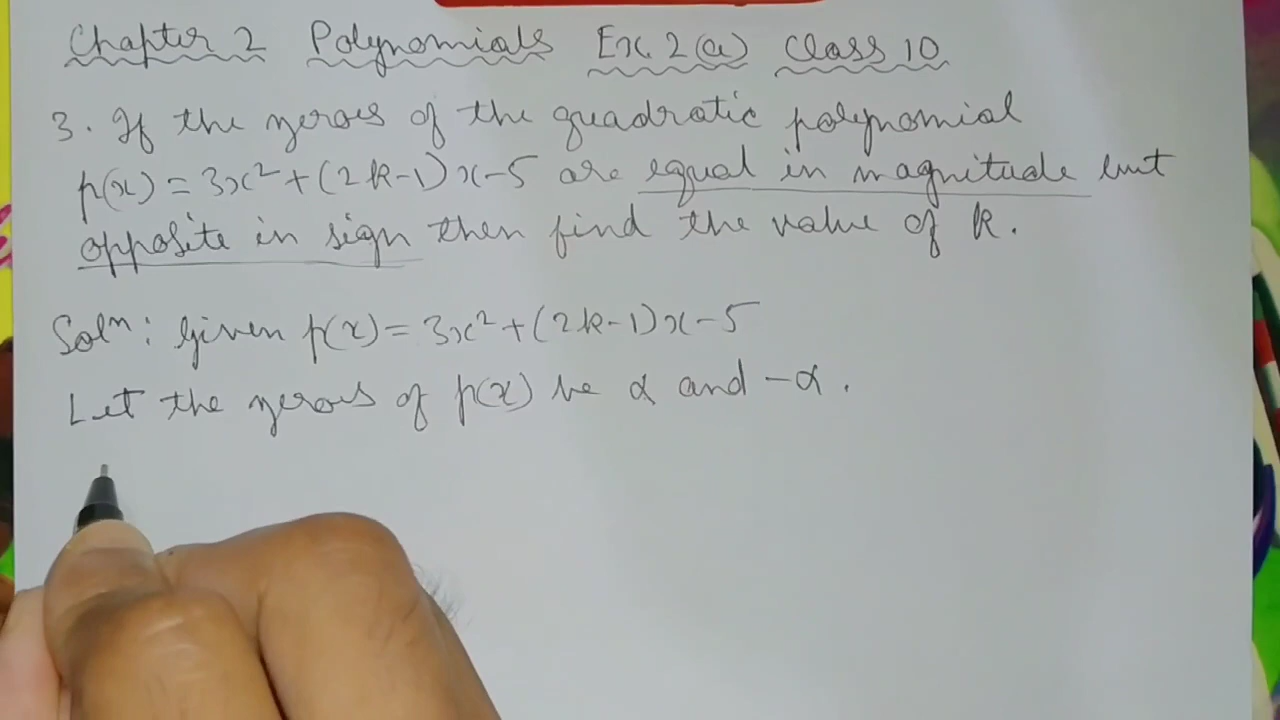 Chapter 2 Polynomials Ex 2(a) Class 10
3. If the zeroes of the quadratic polynomial
p(x) = 3x² + (2k-1)x-5 are equal in magnitude but
opposite in sign then find the value of k.
Solⁿ: Given p(x) = 3x² + (2k-1)x-5
Let the zeroes of p(x) be α and -α.